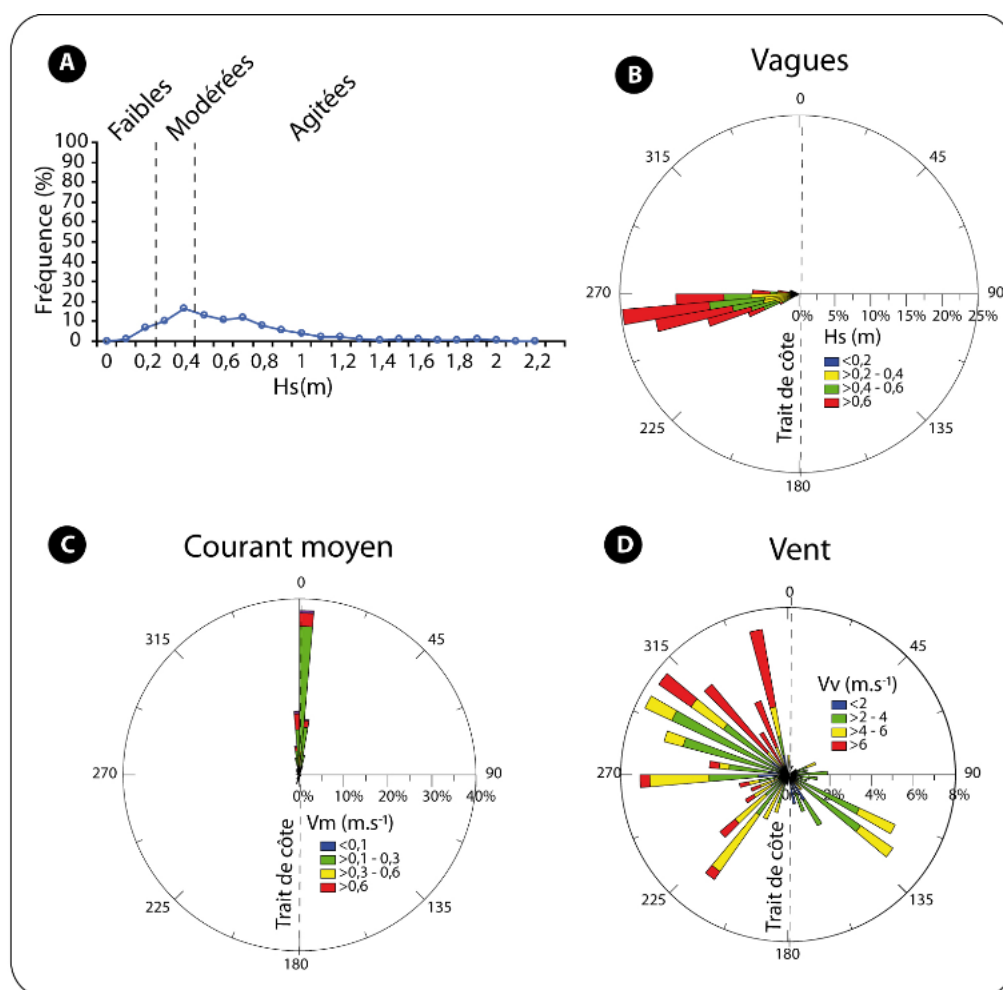 A
Faibles
Modérées
Agitées
Fréquence (%)
100
90
80
70
60
50
40
30
20
10
0
0 0,2 0,4 0,6 0,8 1 1,2 1,4 1,6 1,8 2 2,2
Hs(m)
B
Vagues
0
315 45
270 90
0% 5% 10% 15% 20% 25%
Hs (m)
<0,2
>0,2 - 0,4
>0,4 - 0,6
>0,6
Trait de côte
225 135
180
C
Courant moyen
0
315 45
270 90
0% 10% 20% 30% 40%
Vm (m.s⁻¹)
<0,1
>0,1 - 0,3
>0,3 - 0,6
>0,6
Trait de côte
225 135
180
D
Vent
0
315 45
Vv (m.s⁻¹)
<2
>2 - 4
>4 - 6
>6
270 90
0% 2% 4% 6% 8%
Trait de côte
225 135
180